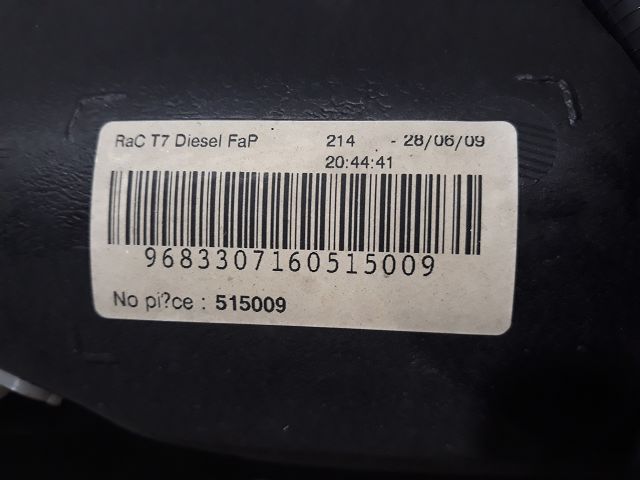 RaC T7 Diesel FaP 214 - 28/06/09
20:44:41
9683307160515009
No pi?ce : 515009